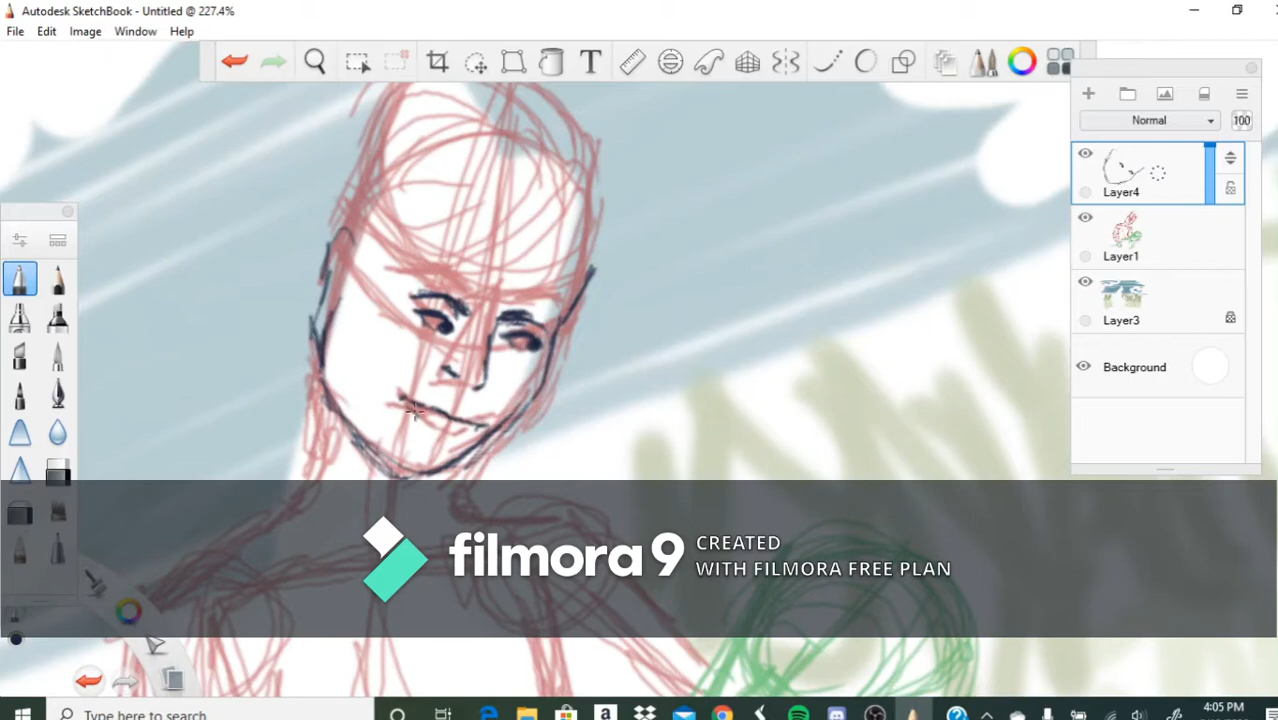 Autodesk SketchBook - Untitled @ 227.4%
File Edit Image Window Help
T
Normal 100
Layer4
Layer1
Layer3
Background
filmora 9 CREATED
WITH FILMORA FREE PLAN
Type here to search
4:05 PM